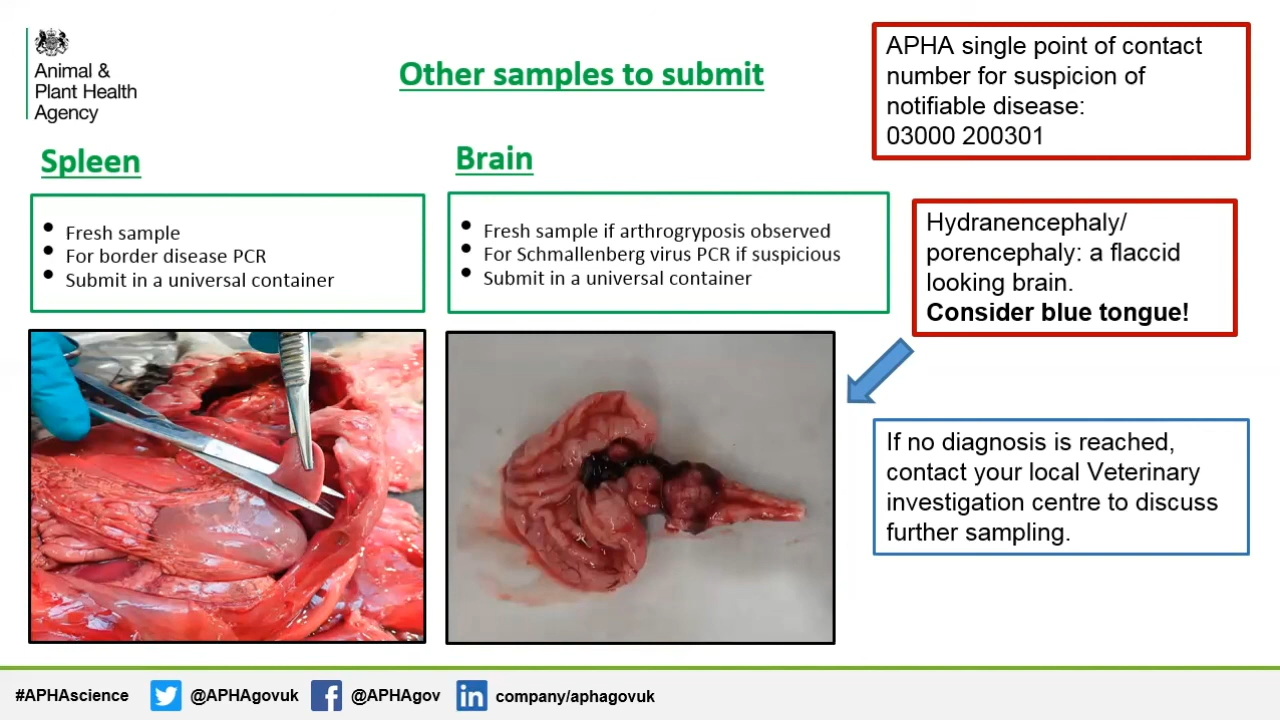 Animal &
Plant Health
Agency
Other samples to submit
APHA single point of contact
number for suspicion of
notifiable disease:
03000 200301
Spleen
• Fresh sample
• For border disease PCR
• Submit in a universal container
Brain
• Fresh sample if arthrogryposis observed
• For Schmallenberg virus PCR if suspicious
• Submit in a universal container
Hydranencephaly/
porencephaly: a flaccid
looking brain.
Consider blue tongue!
If no diagnosis is reached,
contact your local Veterinary
investigation centre to discuss
further sampling.
#APHAscience
@APHAgovuk
@APHAgov
company/aphagovuk